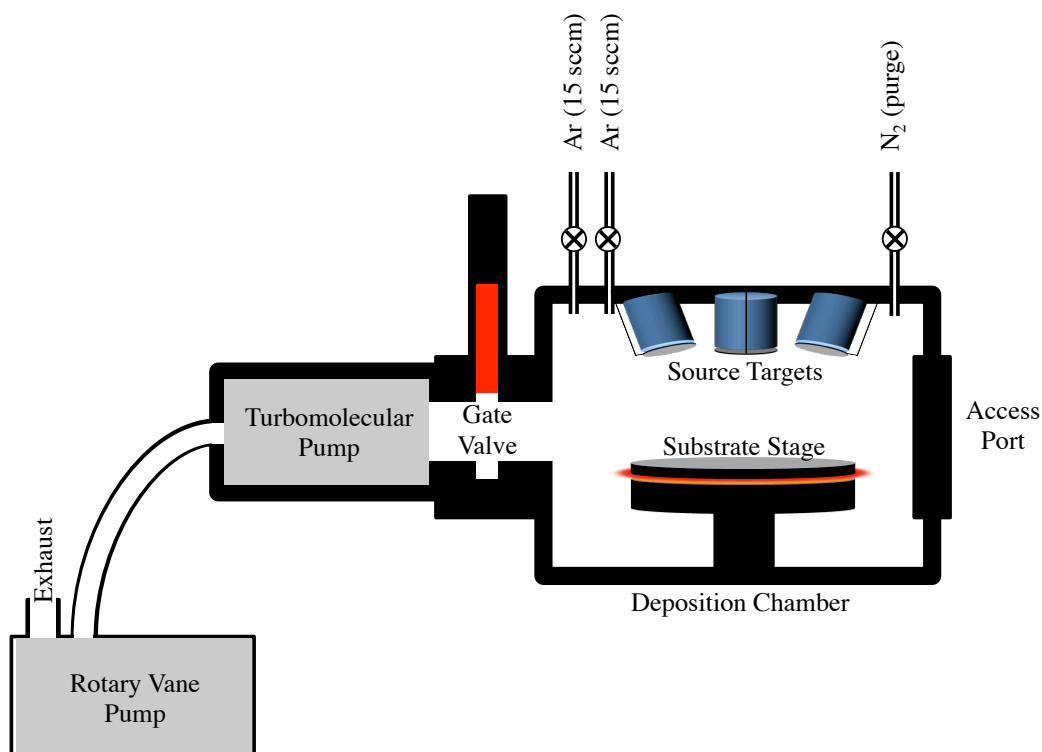 Ar (15 sccm)
Ar (15 sccm)
N₂ (purge)
Source Targets
Turbomolecular
Pump
Gate
Valve
Access
Port
Substrate Stage
Exhaust
Deposition Chamber
Rotary Vane
Pump